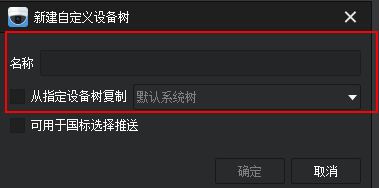 新建自定义设备树
名称
从指定设备树复制 默认系统树
可用于国标选择推送
确定 取消